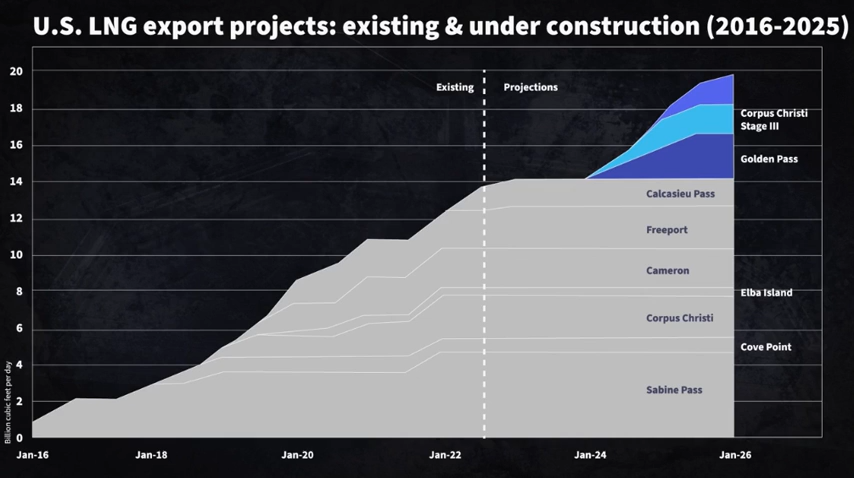 U.S. LNG export projects: existing & under construction (2016-2025)
20
18
16
14
12
10
8
6
4
2
0
Billion cubic feet per day
Existing
Projections
Corpus Christi
Stage III
Golden Pass
Calcasieu Pass
Freeport
Cameron
Elba Island
Corpus Christi
Cove Point
Sabine Pass
Jan-16
Jan-18
Jan-20
Jan-22
Jan-24
Jan-26